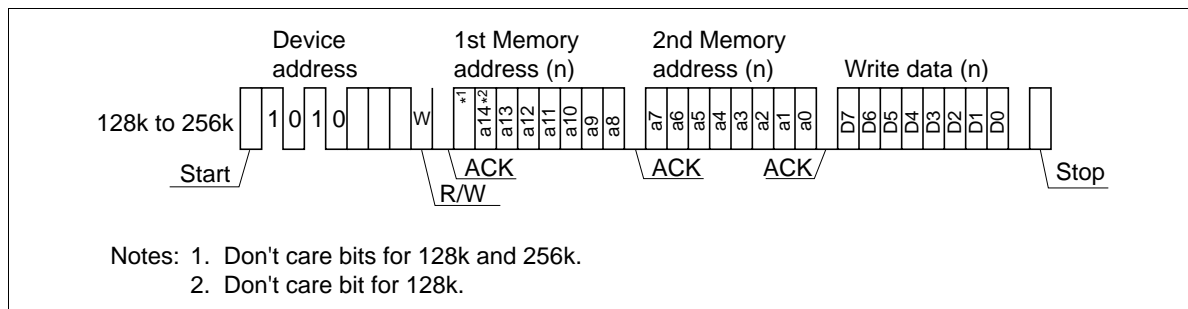 Device address
1st Memory address (n)
2nd Memory address (n)
Write data (n)
128k to 256k
1 0 1 0 W *1 a14*2 a13 a12 a11 a10 a9 a8 a7 a6 a5 a4 a3 a2 a1 a0 D7 D6 D5 D4 D3 D2 D1 D0
Start
ACK
ACK
ACK
Stop
R/W
Notes: 1. Don't care bits for 128k and 256k.
2. Don't care bit for 128k.